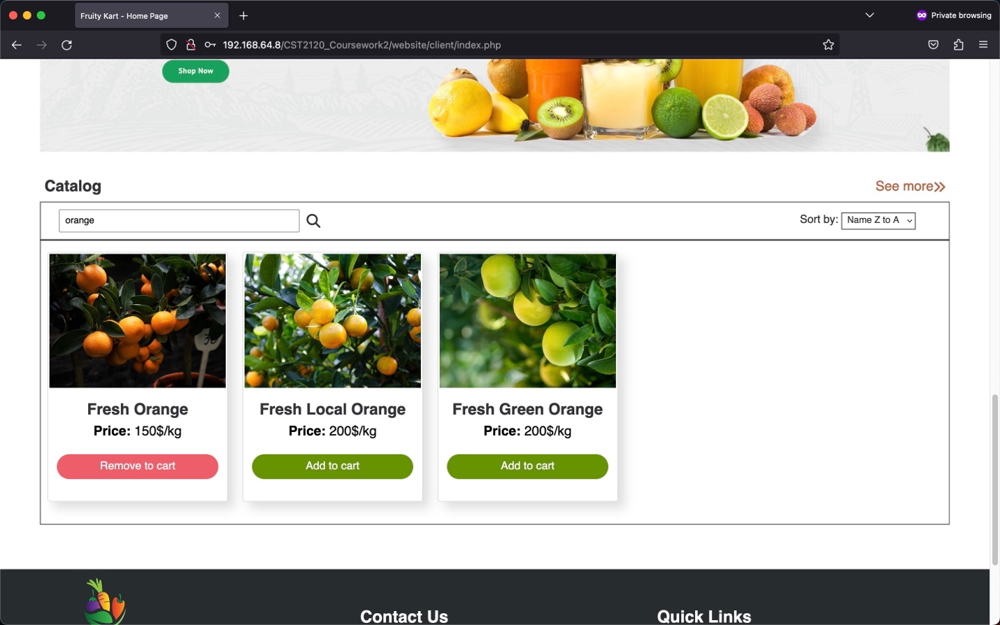 Fruity Kart - Home Page
Private browsing
192.168.64.8/CST2120_Coursework2/website/client/index.php
Shop Now
Catalog
See more
orange
Sort by: Name Z to A
Fresh Orange
Price: 150$/kg
Remove to cart
Fresh Local Orange
Price: 200$/kg
Add to cart
Fresh Green Orange
Price: 200$/kg
Add to cart
Contact Us
Quick Links